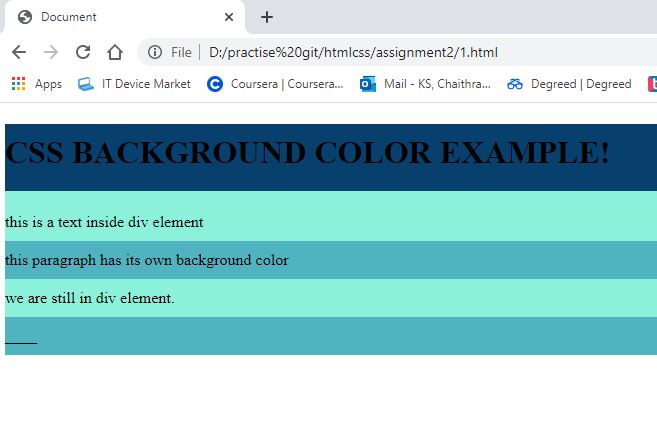 Document
File
D:/practise%20git/htmlcss/assignment2/1.html
Apps
IT Device Market
Coursera | Coursera...
Mail - KS, Chaithra...
Degreed | Degreed
CSS BACKGROUND COLOR EXAMPLE!
this is a text inside div element
this paragraph has its own background color
we are still in div element.
____